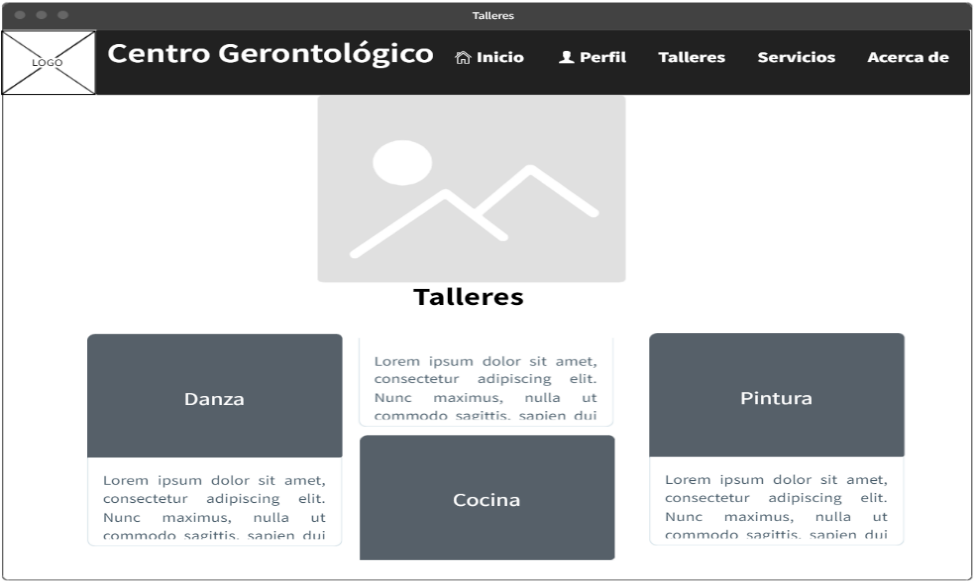 Talleres
LOGO
Centro Gerontológico
Inicio
Perfil
Talleres
Servicios
Acerca de
Talleres
Danza
Lorem ipsum dolor sit amet,
consectetur adipiscing elit.
Nunc maximus, nulla ut
commodo sagittis, sapien dui
Lorem ipsum dolor sit amet,
consectetur adipiscing elit.
Nunc maximus, nulla ut
commodo sagittis, sapien dui
Cocina
Pintura
Lorem ipsum dolor sit amet,
consectetur adipiscing elit.
Nunc maximus, nulla ut
commodo sagittis, sapien dui